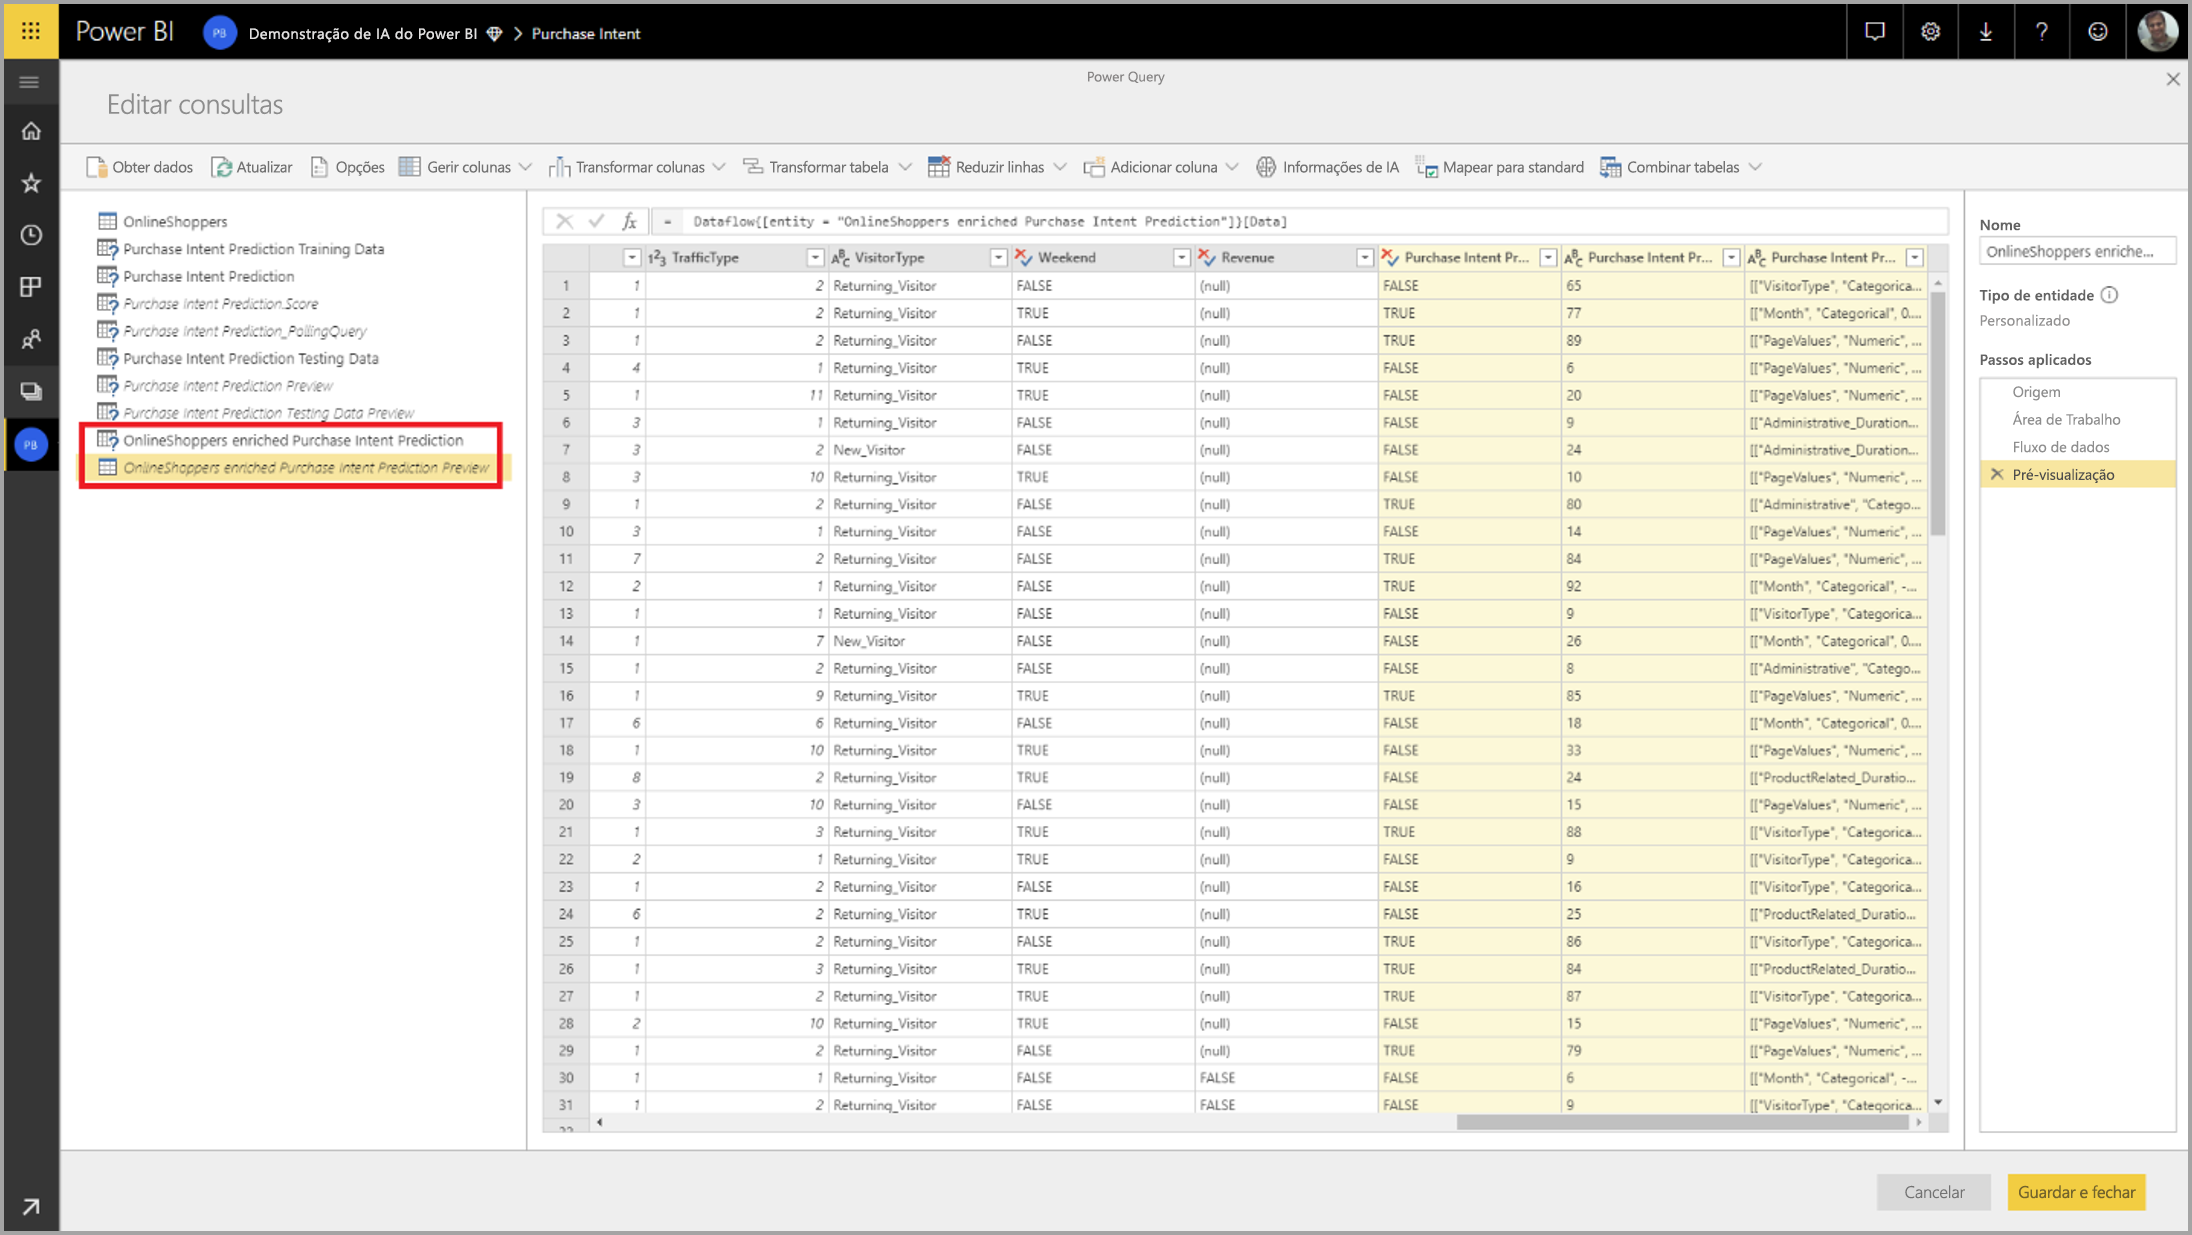 Power BI PB Demonstração de IA do Power BI > Purchase Intent
Power Query
Editar consultas
Obter dados Atualizar Opções Gerir colunas Transformar colunas Transformar tabela Reduzir linhas Adicionar coluna Informações de IA Mapear para standard Combinar tabelas
OnlineShoppers
Purchase Intent Prediction Training Data
Purchase Intent Prediction
Purchase Intent Prediction.Score
Purchase Intent Prediction_PollingQuery
Purchase Intent Prediction Testing Data
Purchase Intent Prediction Preview
Purchase Intent Prediction Testing Data Preview
OnlineShoppers enriched Purchase Intent Prediction
OnlineShoppers enriched Purchase Intent Prediction Preview
PB
fx = Dataflow{[entity = "OnlineShoppers enriched Purchase Intent Prediction"]}[Data]
123 TrafficType ABC VisitorType Weekend Revenue Purchase Intent Pr... ABC Purchase Intent Pr... ABC Purchase Intent Pr...
1 1 2 Returning_Visitor FALSE (null) FALSE 65 [["VisitorType", "Categorica...
2 1 2 Returning_Visitor TRUE (null) TRUE 77 [["Month", "Categorical", 0....
3 1 2 Returning_Visitor FALSE (null) TRUE 89 [["PageValues", "Numeric", ...
4 4 1 Returning_Visitor TRUE (null) FALSE 6 [["PageValues", "Numeric", ...
5 1 11 Returning_Visitor TRUE (null) FALSE 20 [["PageValues", "Numeric", ...
6 3 1 Returning_Visitor FALSE (null) FALSE 9 [["Administrative_Duration...
7 3 2 New_Visitor FALSE (null) FALSE 24 [["Administrative_Duration...
8 3 10 Returning_Visitor TRUE (null) FALSE 10 [["PageValues", "Numeric", ...
9 1 2 Returning_Visitor FALSE (null) TRUE 80 [["Administrative", "Catego...
10 3 1 Returning_Visitor FALSE (null) FALSE 14 [["PageValues", "Numeric", ...
11 7 2 Returning_Visitor FALSE (null) TRUE 84 [["PageValues", "Numeric", ...
12 2 1 Returning_Visitor FALSE (null) TRUE 92 [["Month", "Categorical", -...
13 1 1 Returning_Visitor FALSE (null) FALSE 9 [["VisitorType", "Categorica...
14 1 7 New_Visitor FALSE (null) FALSE 26 [["Month", "Categorical", 0....
15 1 2 Returning_Visitor FALSE (null) FALSE 8 [["Administrative", "Catego...
16 1 9 Returning_Visitor TRUE (null) TRUE 85 [["PageValues", "Numeric", ...
17 6 6 Returning_Visitor FALSE (null) FALSE 18 [["Month", "Categorical", 0....
18 1 10 Returning_Visitor TRUE (null) FALSE 33 [["PageValues", "Numeric", ...
19 8 2 Returning_Visitor TRUE (null) FALSE 24 [["ProductRelated_Duratio...
20 3 10 Returning_Visitor FALSE (null) FALSE 15 [["PageValues", "Numeric", ...
21 1 3 Returning_Visitor TRUE (null) TRUE 88 [["VisitorType", "Categorica...
22 2 1 Returning_Visitor TRUE (null) FALSE 9 [["VisitorType", "Categorica...
23 1 2 Returning_Visitor FALSE (null) FALSE 16 [["VisitorType", "Categorica...
24 6 2 Returning_Visitor TRUE (null) FALSE 25 [["ProductRelated_Duratio...
25 1 2 Returning_Visitor FALSE (null) TRUE 86 [["VisitorType", "Categorica...
26 1 3 Returning_Visitor TRUE (null) TRUE 84 [["ProductRelated_Duratio...
27 1 2 Returning_Visitor TRUE (null) TRUE 87 [["VisitorType", "Categorica...
28 2 10 Returning_Visitor TRUE (null) FALSE 15 [["PageValues", "Numeric", ...
29 1 2 Returning_Visitor FALSE (null) TRUE 79 [["PageValues", "Numeric", ...
30 1 1 Returning_Visitor FALSE FALSE FALSE 6 [["Month", "Categorical", -...
31 1 2 Returning_Visitor FALSE FALSE FALSE 9 [["VisitorType", "Categorica...
Nome
OnlineShoppers enriche...
Tipo de entidade
Personalizado
Passos aplicados
Origem
Área de Trabalho
Fluxo de dados
Pré-visualização
Cancelar Guardar e fechar